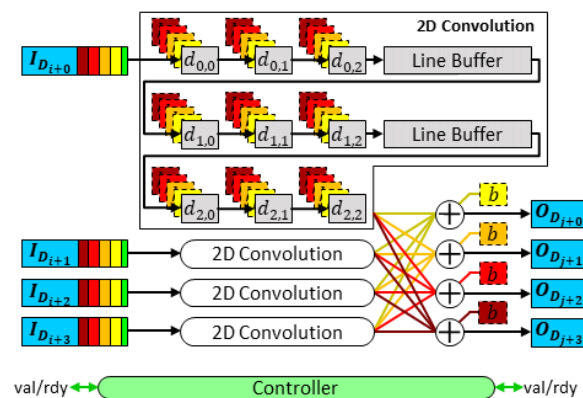 2D Convolution
I_{D_{i+0}} d_{0,0} d_{0,1} d_{0,2} Line Buffer
d_{1,0} d_{1,1} d_{1,2} Line Buffer
d_{2,0} d_{2,1} d_{2,2} b O_{D_{j+0}}
I_{D_{i+1}} 2D Convolution b O_{D_{j+1}}
I_{D_{i+2}} 2D Convolution b O_{D_{j+2}}
I_{D_{i+3}} 2D Convolution b O_{D_{j+3}}
val/rdy Controller val/rdy